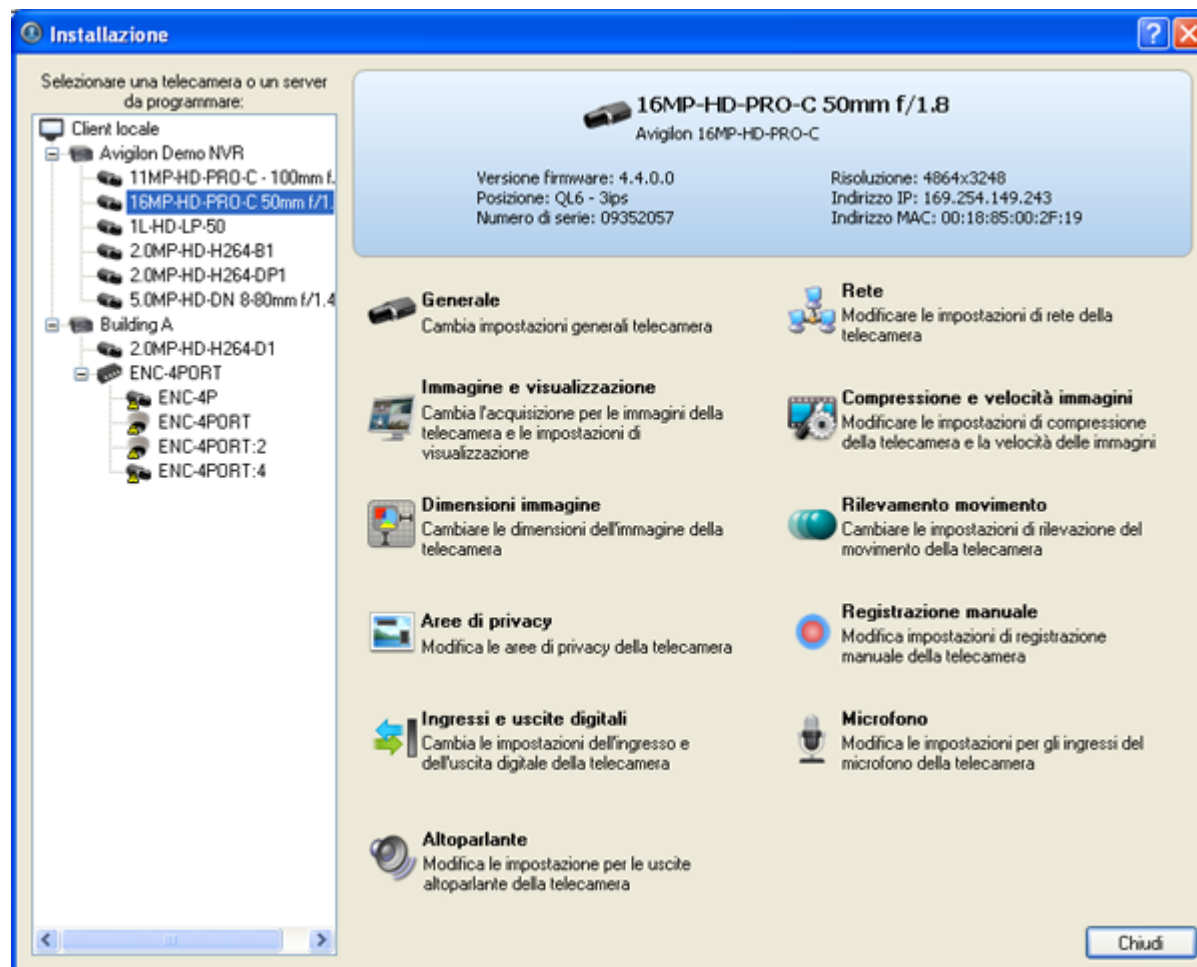 Installazione
Selezionare una telecamera o un server
da programmare:
Client locale
Avigilon Demo NVR
11MP-HD-PRO-C - 100mm f.
16MP-HD-PRO-C 50mm f/1.
1L-HD-LP-50
2.0MP-HD-H264-B1
2.0MP-HD-H264-DP1
5.0MP-HD-DN 8-80mm f/1.4
Building A
2.0MP-HD-H264-D1
ENC-4PORT
ENC-4P
ENC-4PORT
ENC-4PORT:2
ENC-4PORT:4
16MP-HD-PRO-C 50mm f/1.8
Avigilon 16MP-HD-PRO-C
Versione firmware: 4.4.0.0
Posizione: QL6 - 3ips
Numero di serie: 09352057
Risoluzione: 4864x3248
Indirizzo IP: 169.254.149.243
Indirizzo MAC: 00:18:85:00:2F:19
Generale
Cambia impostazioni generali telecamera
Rete
Modificare le impostazioni di rete della
telecamera
Immagine e visualizzazione
Cambia l'acquisizione per le immagini della
telecamera e le impostazioni di
visualizzazione
Compressione e velocità immagini
Modificare le impostazioni di compressione
della telecamera e la velocità delle immagini
Dimensioni immagine
Cambiare le dimensioni dell'immagine della
telecamera
Rilevamento movimento
Cambiare le impostazioni di rilevazione del
movimento della telecamera
Aree di privacy
Modifica le aree di privacy della telecamera
Registrazione manuale
Modifica impostazioni di registrazione
manuale della telecamera
Ingressi e uscite digitali
Cambia le impostazioni dell'ingresso e
dell'uscita digitale della telecamera
Microfono
Modifica le impostazioni per gli ingressi del
microfono della telecamera
Altoparlante
Modifica le impostazione per le uscite
altoparlante della telecamera
Chiudi